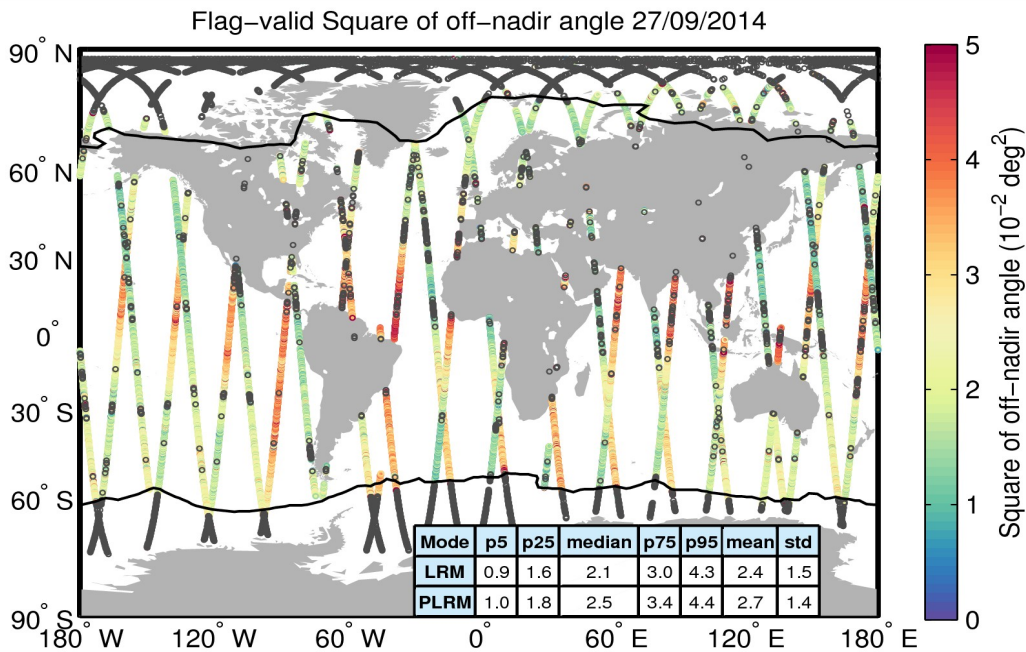 Flag−valid Square of off−nadir angle 27/09/2014
90° N
60° N
30° N
0°
30° S
60° S
90° S
180° W
120° W
60° W
0°
60° E
120° E
180° E
Mode p5 p25 median p75 p95 mean std
LRM 0.9 1.6 2.1 3.0 4.3 2.4 1.5
PLRM 1.0 1.8 2.5 3.4 4.4 2.7 1.4
5
4
3
2
1
0
Square of off−nadir angle (10⁻² deg²)